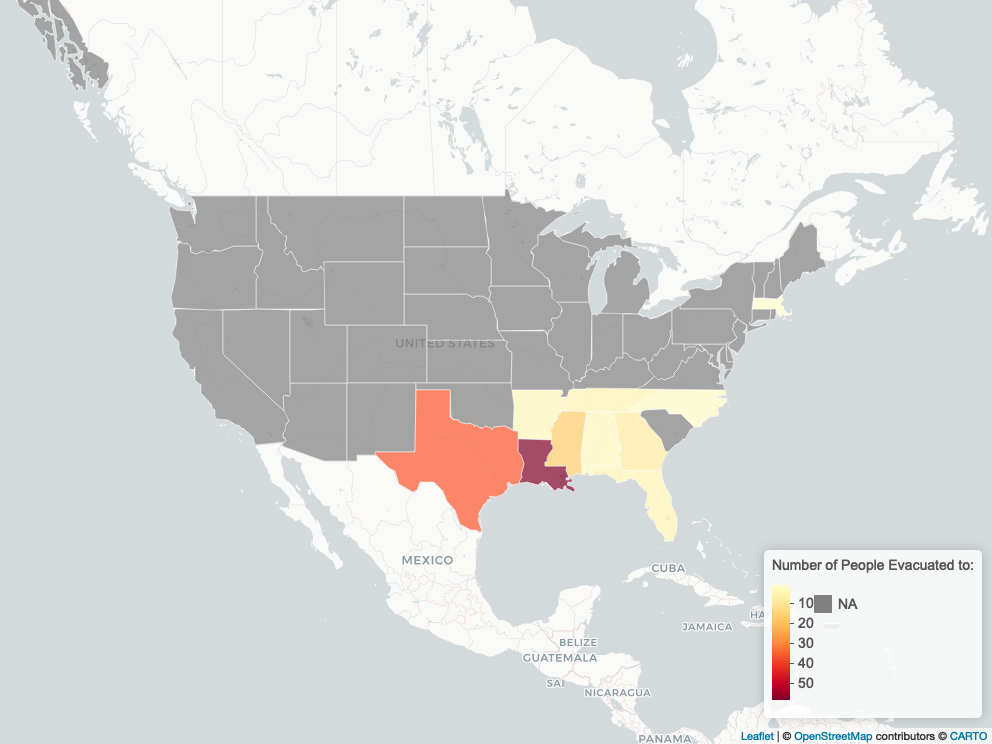 UNITED STATES
MEXICO
CUBA
HA
JAMAICA
BELIZE
GUATEMALA
SAL
NICARAGUA
PANAMA
Number of People Evacuated to:
10
20
30
40
50
NA
Leaflet | © OpenStreetMap contributors © CARTO